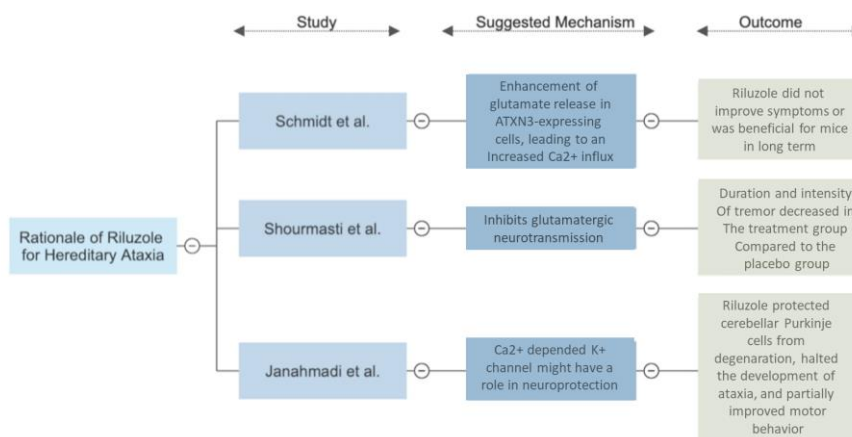 Study
Suggested Mechanism
Outcome
Rationale of Riluzole
for Hereditary Ataxia
Schmidt et al.
Enhancement of
glutamate release in
ATXN3-expressing
cells, leading to an
Increased Ca2+ influx
Riluzole did not
improve symptoms or
was beneficial for mice
in long term
Shourmasti et al.
Inhibits glutamatergic
neurotransmission
Duration and intensity
Of tremor decreased in
The treatment group
Compared to the
placebo group
Janahmadi et al.
Ca2+ depended K+
channel might have a
role in neuroprotection
Riluzole protected
cerebellar Purkinje
cells from
degenaration, halted
the development of
ataxia, and partially
improved motor
behavior